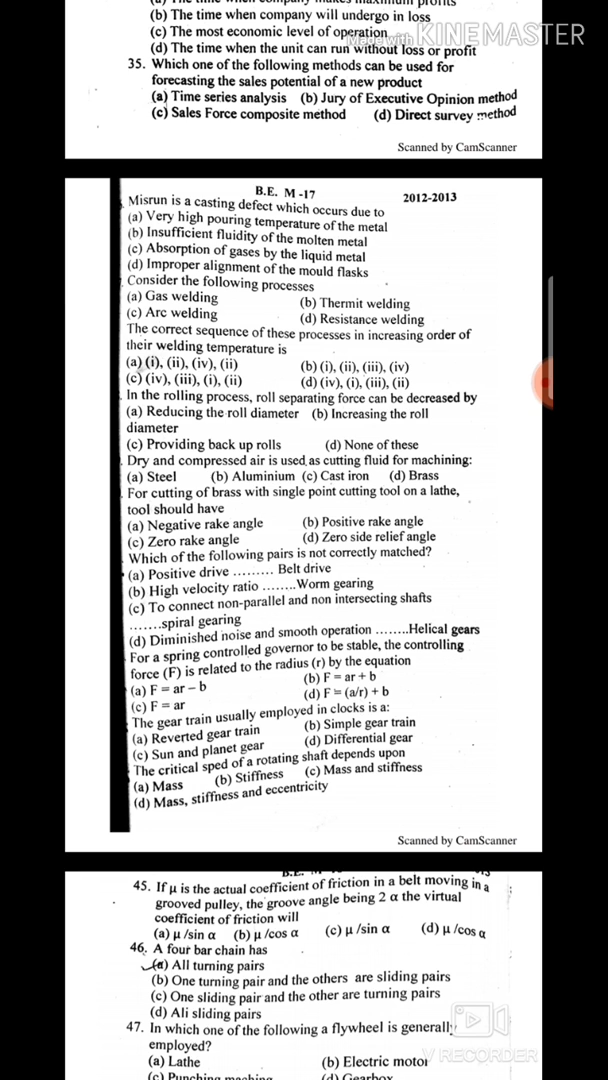 (b) The time when company will undergo in loss
(c) The most economic level of operation
Made with KINEMASTER
(d) The time when the unit can run without loss or profit
35. Which one of the following methods can be used for
forecasting the sales potential of a new product
(a) Time series analysis (b) Jury of Executive Opinion method
(c) Sales Force composite method (d) Direct survey method
Scanned by CamScanner
B.E. M -17 2012-2013
Misrun is a casting defect which occurs due to
(a) Very high pouring temperature of the metal
(b) Insufficient fluidity of the molten metal
(c) Absorption of gases by the liquid metal
(d) Improper alignment of the mould flasks
Consider the following processes
(a) Gas welding (b) Thermit welding
(c) Arc welding (d) Resistance welding
The correct sequence of these processes in increasing order of
their welding temperature is
(a) (i), (ii), (iv), (ii) (b) (i), (ii), (iii), (iv)
(c) (iv), (iii), (i), (ii) (d) (iv), (i), (iii), (ii)
In the rolling process, roll separating force can be decreased by
(a) Reducing the roll diameter (b) Increasing the roll
diameter
(c) Providing back up rolls (d) None of these
Dry and compressed air is used as cutting fluid for machining:
(a) Steel (b) Aluminium (c) Cast iron (d) Brass
For cutting of brass with single point cutting tool on a lathe,
tool should have
(a) Negative rake angle (b) Positive rake angle
(c) Zero rake angle (d) Zero side relief angle
Which of the following pairs is not correctly matched?
(a) Positive drive ......... Belt drive
(b) High velocity ratio ........Worm gearing
(c) To connect non-parallel and non intersecting shafts
.......spiral gearing
(d) Diminished noise and smooth operation ........Helical gears
For a spring controlled governor to be stable, the controlling
force (F) is related to the radius (r) by the equation
(a) F = ar – b (b) F = ar + b
(c) F = ar (d) F = (a/r) + b
The gear train usually employed in clocks is a:
(a) Reverted gear train (b) Simple gear train
(c) Sun and planet gear (d) Differential gear
The critical sped of a rotating shaft depends upon
(a) Mass (b) Stiffness (c) Mass and stiffness
(d) Mass, stiffness and eccentricity
Scanned by CamScanner
45. If μ is the actual coefficient of friction in a belt moving in a
grooved pulley, the groove angle being 2 α the virtual
coefficient of friction will
(a) μ /sin α (b) μ /cos α (c) μ /sin α (d) μ /cos α
46. A four bar chain has
(a) All turning pairs
(b) One turning pair and the others are sliding pairs
(c) One sliding pair and the other are turning pairs
(d) Ali sliding pairs
47. In which one of the following a flywheel is generally
employed?
V RECORDER
(a) Lathe (b) Electric motor
(c) Punching (d) Gearbox